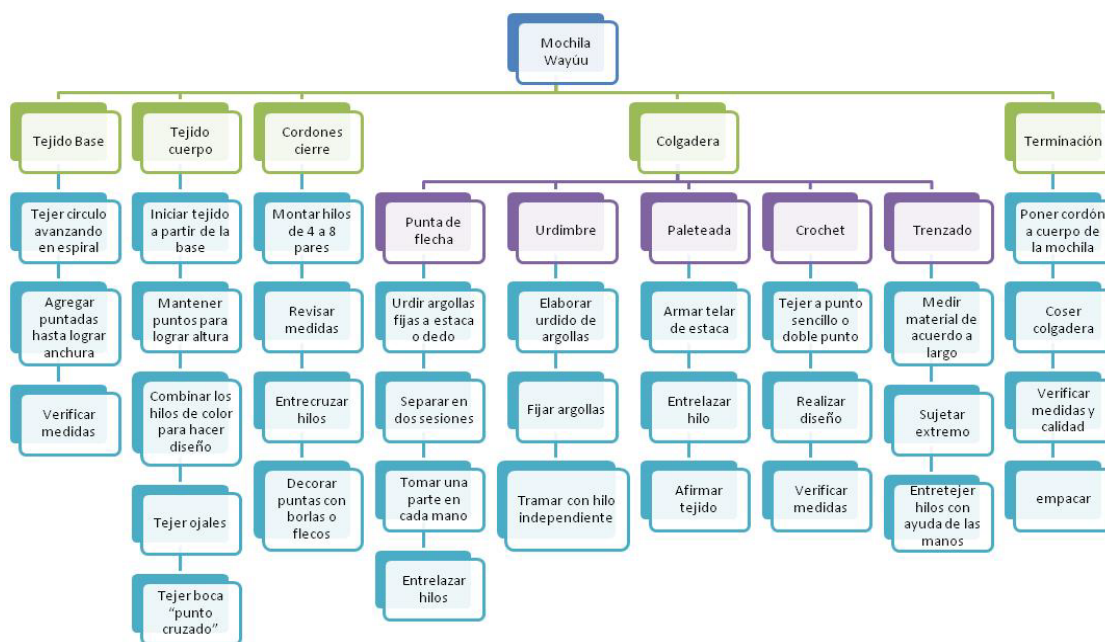 Mochila
Wayúu
Tejido Base
Tejido
cuerpo
Cordones
cierre
Colgadera
Terminación
Tejer circulo
avanzando
en espiral
Agregar
puntadas
hasta lograr
anchura
Verificar
medidas
Iniciar tejido
a partir de la
base
Mantener
puntos para
lograr altura
Combinar los
hilos de color
para hacer
diseño
Tejer ojales
Tejer boca
“punto
cruzado”
Montar hilos
de 4 a 8
pares
Revisar
medidas
Entrecruzar
hilos
Decorar
puntas con
borlas o
flecos
Punta de
flecha
Urdir argollas
fijas a estaca
o dedo
Separar en
dos sesiones
Tomar una
parte en
cada mano
Entrelazar
hilos
Urdimbre
Elaborar
urdido de
argollas
Fijar argollas
Tramar con hilo
independiente
Paleteada
Armar telar
de estaca
Entrelazar
hilo
Afirmar
tejido
Crochet
Tejer a punto
sencillo o
doble punto
Realizar
diseño
Verificar
medidas
Trenzado
Medir
material de
acuerdo a
largo
Sujetar
extremo
Entretejer
hilos con
ayuda de las
manos
Poner cordón
a cuerpo de
la mochila
Coser
colgadera
Verificar
medidas y
calidad
empacar